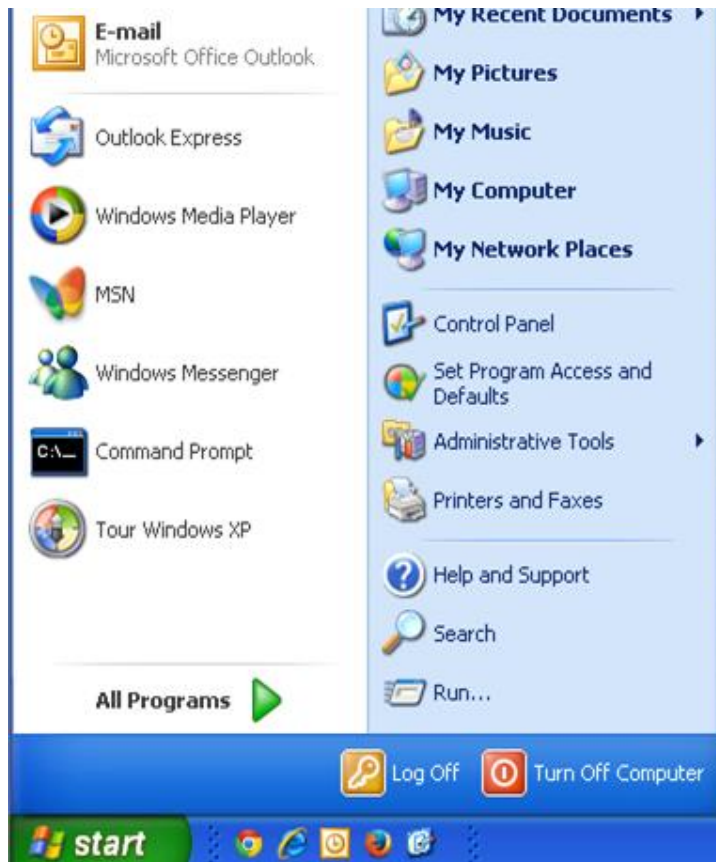 E-mail
Microsoft Office Outlook
Outlook Express
Windows Media Player
MSN
Windows Messenger
C:\_
Command Prompt
Tour Windows XP
All Programs
My Recent Documents
My Pictures
My Music
My Computer
My Network Places
Control Panel
Set Program Access and
Defaults
Administrative Tools
Printers and Faxes
Help and Support
Search
Run...
Log Off
Turn Off Computer
start